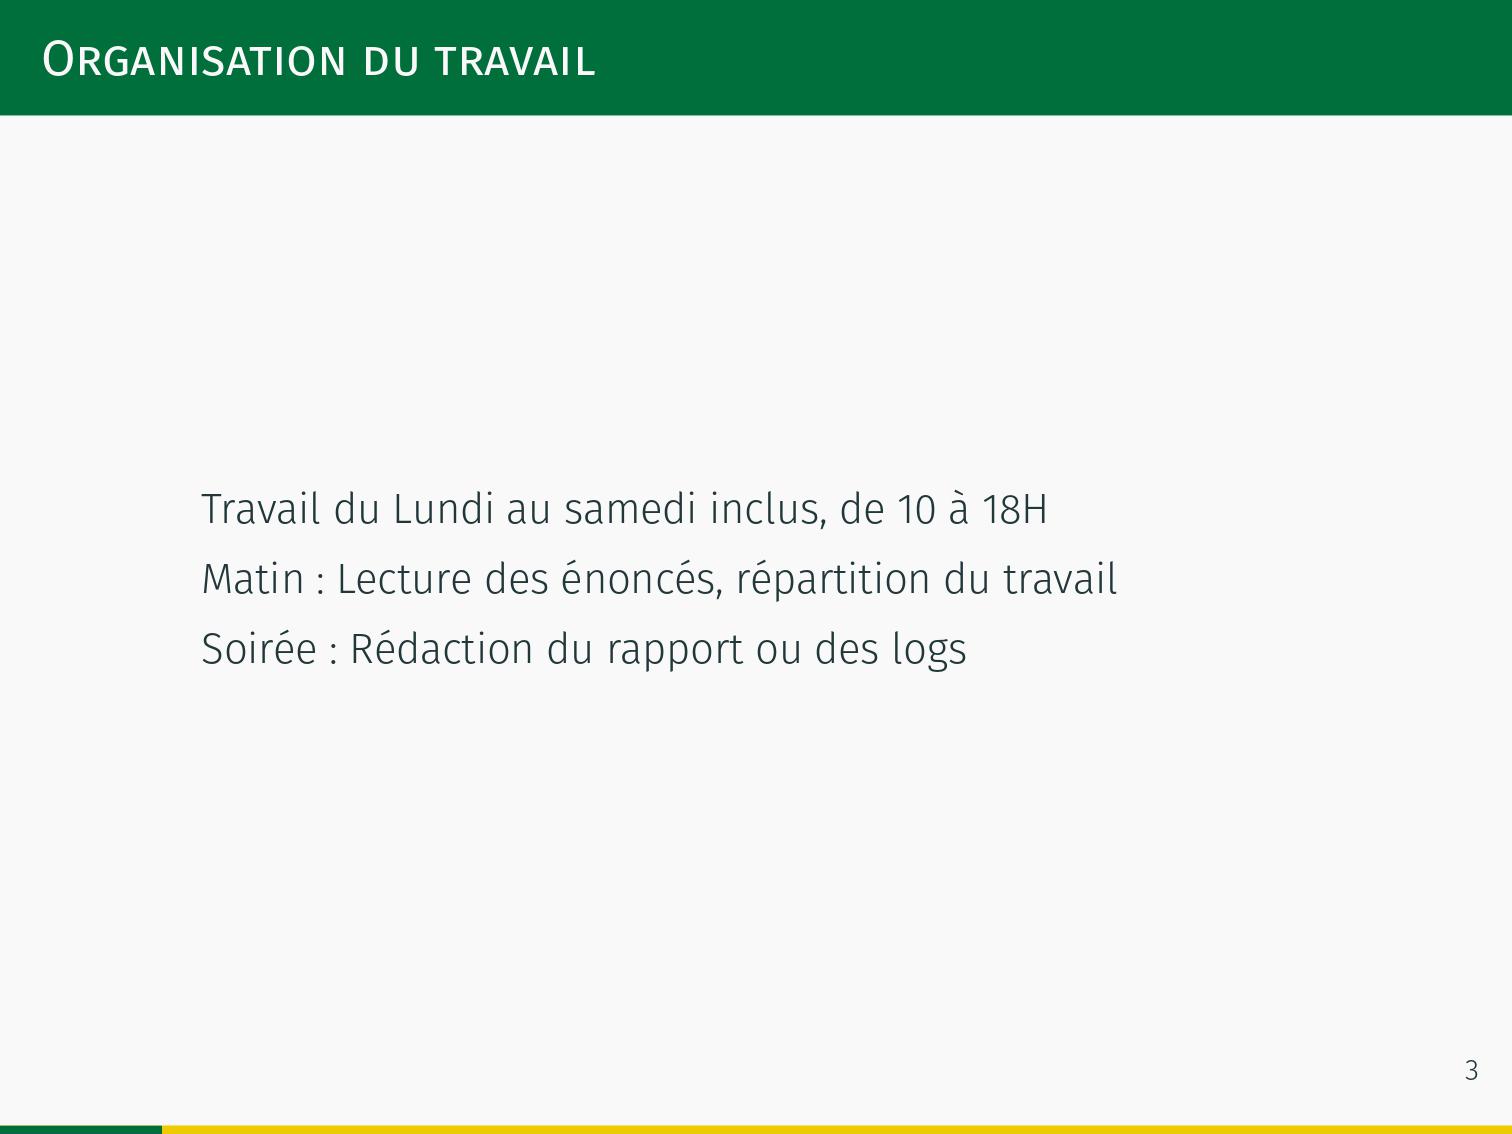 Organisation du travail
Travail du Lundi au samedi inclus, de 10 à 18H
Matin : Lecture des énoncés, répartition du travail
Soirée : Rédaction du rapport ou des logs
3